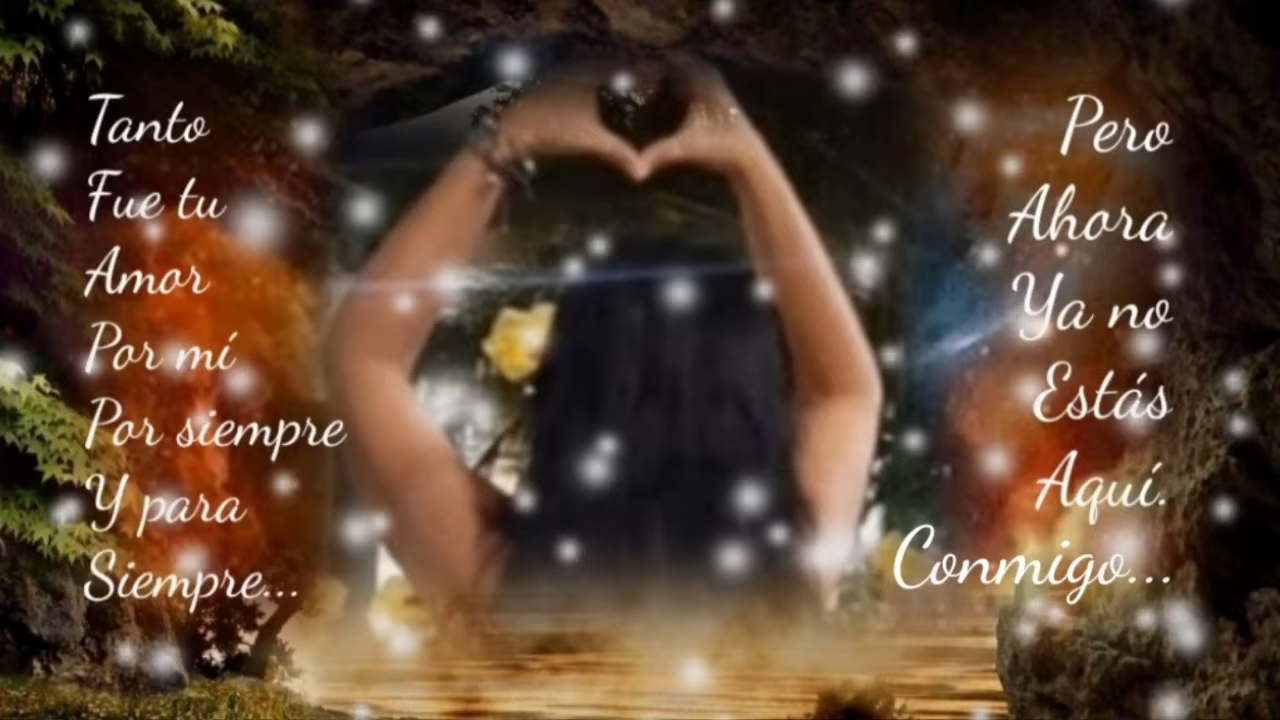 Tanto
Fue tu
Amor
Por mí
Por siempre
Y para
Siempre...
Pero
Ahora
Ya no
Estás
Aquí.
Conmigo...